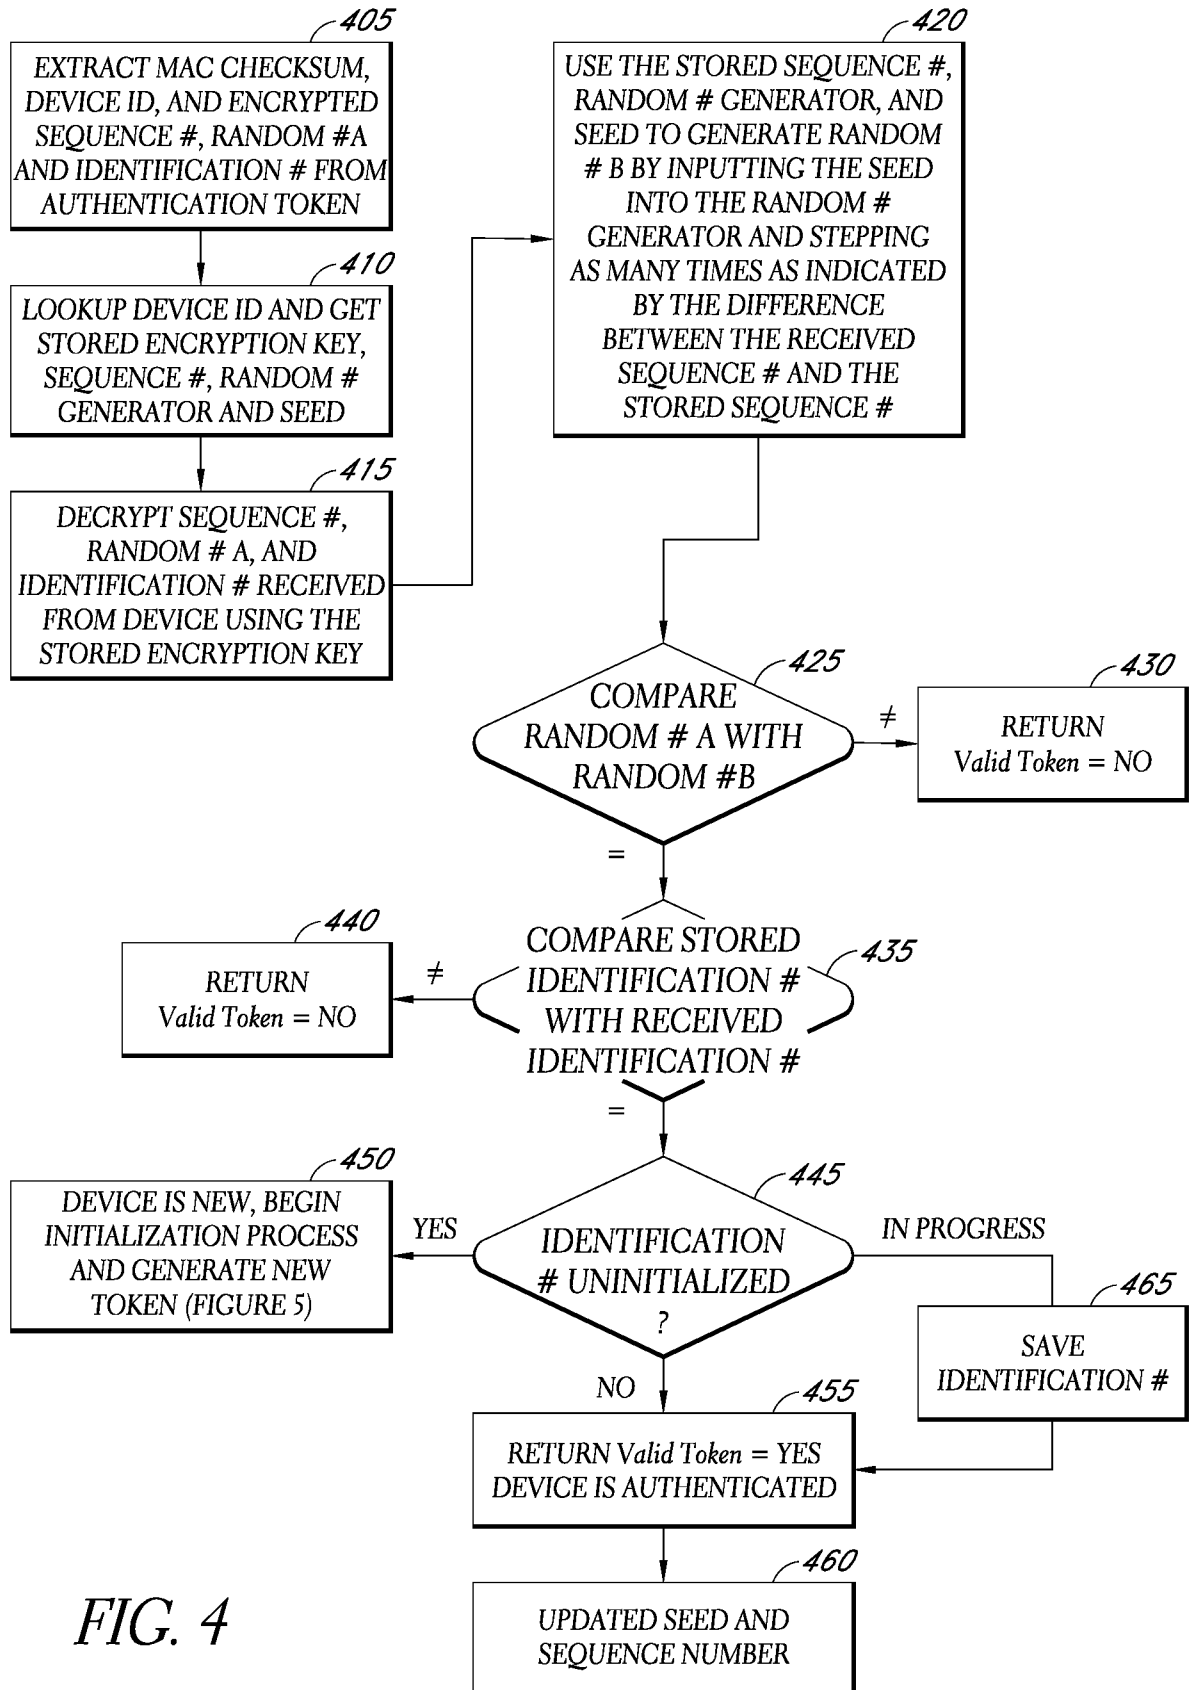 405
EXTRACT MAC CHECKSUM,
DEVICE ID, AND ENCRYPTED
SEQUENCE #, RANDOM #A
AND IDENTIFICATION # FROM
AUTHENTICATION TOKEN
410
LOOKUP DEVICE ID AND GET
STORED ENCRYPTION KEY,
SEQUENCE #, RANDOM #
GENERATOR AND SEED
415
DECRYPT SEQUENCE #,
RANDOM # A, AND
IDENTIFICATION # RECEIVED
FROM DEVICE USING THE
STORED ENCRYPTION KEY
420
USE THE STORED SEQUENCE #,
RANDOM # GENERATOR, AND
SEED TO GENERATE RANDOM
# B BY INPUTTING THE SEED
INTO THE RANDOM #
GENERATOR AND STEPPING
AS MANY TIMES AS INDICATED
BY THE DIFFERENCE
BETWEEN THE RECEIVED
SEQUENCE # AND THE
STORED SEQUENCE #
425
COMPARE
RANDOM # A WITH
RANDOM #B
≠
430
RETURN
Valid Token = NO
=
435
COMPARE STORED
IDENTIFICATION #
WITH RECEIVED
IDENTIFICATION #
≠
440
RETURN
Valid Token = NO
=
445
IDENTIFICATION
# UNINITIALIZED
?
YES
450
DEVICE IS NEW, BEGIN
INITIALIZATION PROCESS
AND GENERATE NEW
TOKEN (FIGURE 5)
IN PROGRESS
465
SAVE
IDENTIFICATION #
NO
455
RETURN Valid Token = YES
DEVICE IS AUTHENTICATED
460
UPDATED SEED AND
SEQUENCE NUMBER
FIG. 4